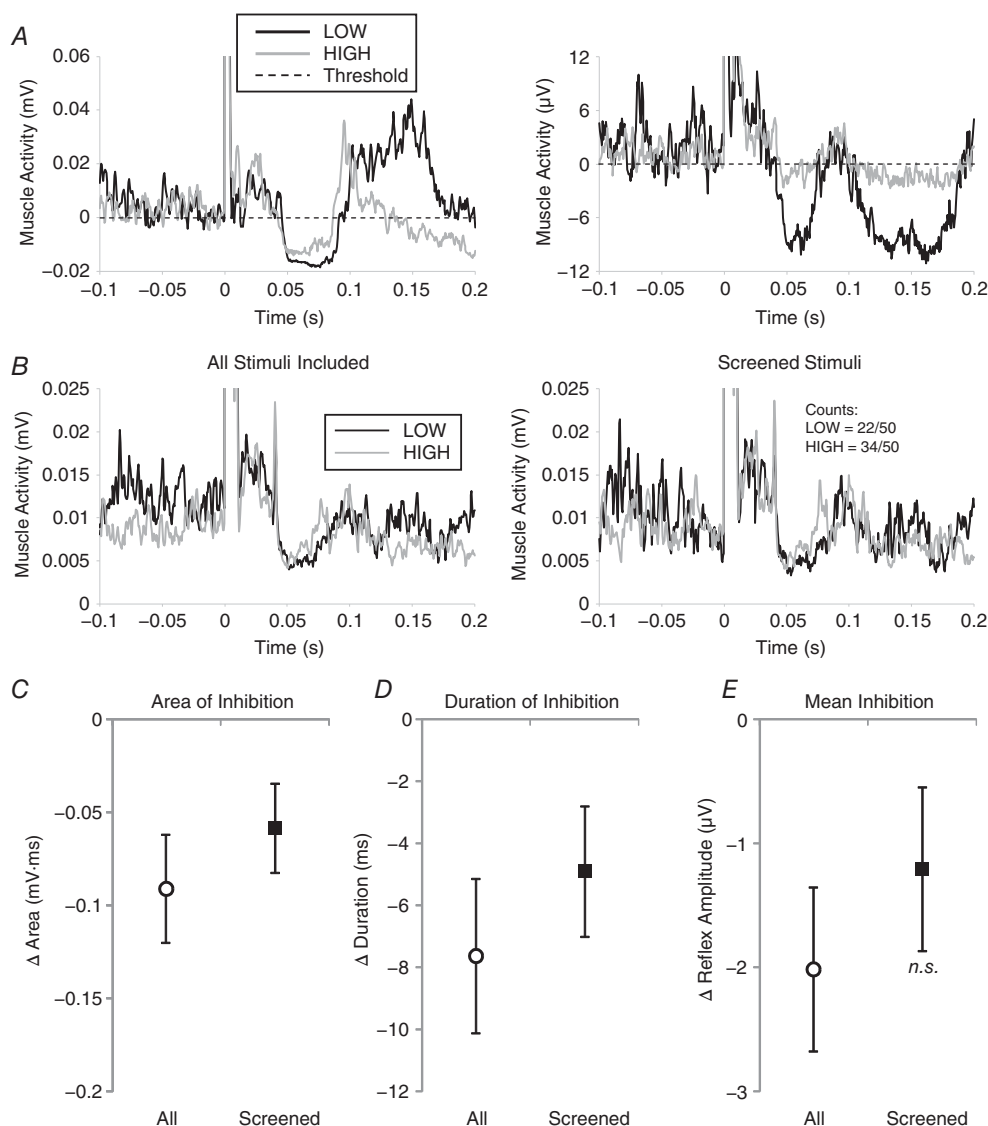 A
LOW
HIGH
Threshold
Muscle Activity (mV)
0.06
0.04
0.02
0
−0.02
−0.1 −0.05 0 0.05 0.1 0.15 0.2
Time (s)
Muscle Activity (μV)
12
6
0
−6
−12
−0.1 −0.05 0 0.05 0.1 0.15 0.2
Time (s)
B
All Stimuli Included
LOW
HIGH
Muscle Activity (mV)
0.025
0.02
0.015
0.01
0.005
0
−0.1 −0.05 0 0.05 0.1 0.15 0.2
Time (s)
Screened Stimuli
Counts:
LOW = 22/50
HIGH = 34/50
Muscle Activity (mV)
0.025
0.02
0.015
0.01
0.005
0
−0.1 −0.05 0 0.05 0.1 0.15 0.2
Time (s)
C
Area of Inhibition
Δ Area (mV·ms)
0
−0.05
−0.1
−0.15
−0.2
All Screened
D
Duration of Inhibition
Δ Duration (ms)
0
−2
−4
−6
−8
−10
−12
All Screened
E
Mean Inhibition
Δ Reflex Amplitude (μV)
0
−1
−2
−3
n.s.
All Screened